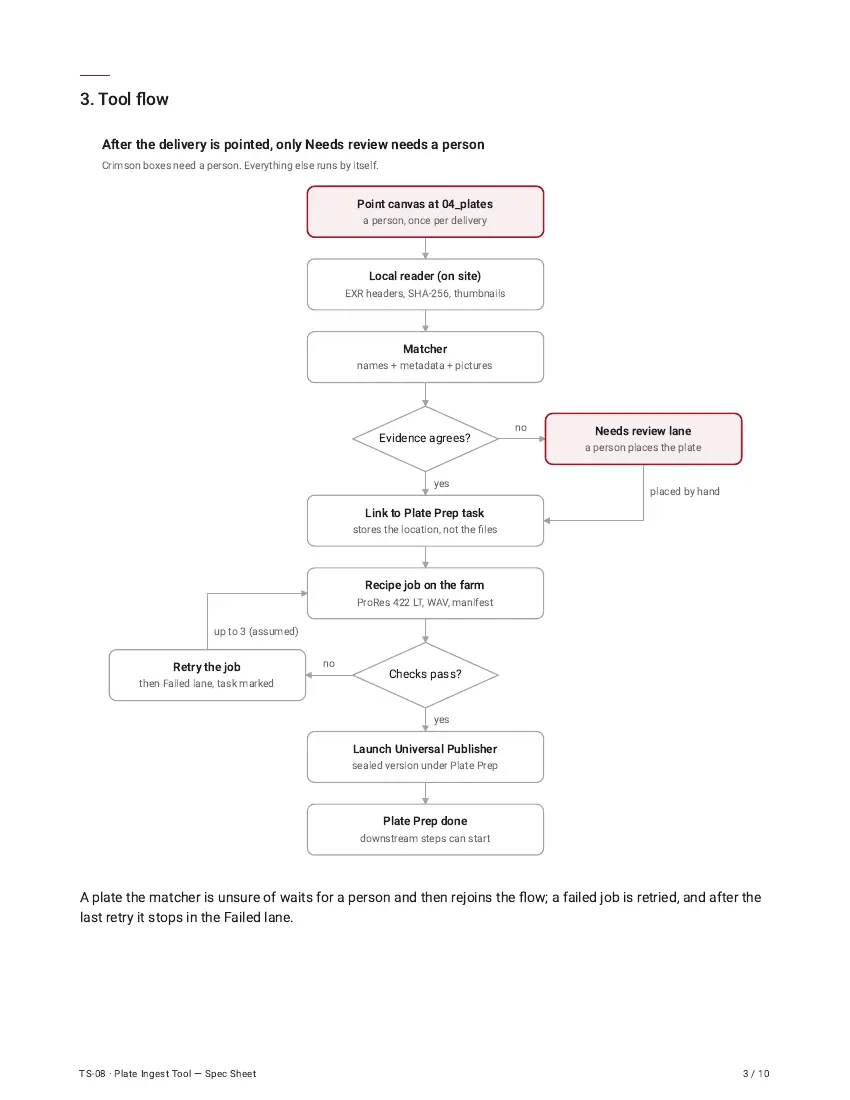 3. Tool flow
After the delivery is pointed, only Needs review needs a person
Crimson boxes need a person. Everything else runs by itself.
Point canvas at 04_plates
a person, once per delivery
Local reader (on site)
EXR headers, SHA-256, thumbnails
Matcher
names + metadata + pictures
Evidence agrees?
no
Needs review lane
a person places the plate
yes
placed by hand
Link to Plate Prep task
stores the location, not the files
Recipe job on the farm
ProRes 422 LT, WAV, manifest
up to 3 (assumed)
Retry the job
then Failed lane, task marked
no
Checks pass?
yes
Launch Universal Publisher
sealed version under Plate Prep
Plate Prep done
downstream steps can start
A plate the matcher is unsure of waits for a person and then rejoins the flow; a failed job is retried, and after the
last retry it stops in the Failed lane.
TS-08 · Plate Ingest Tool — Spec Sheet
3 / 10